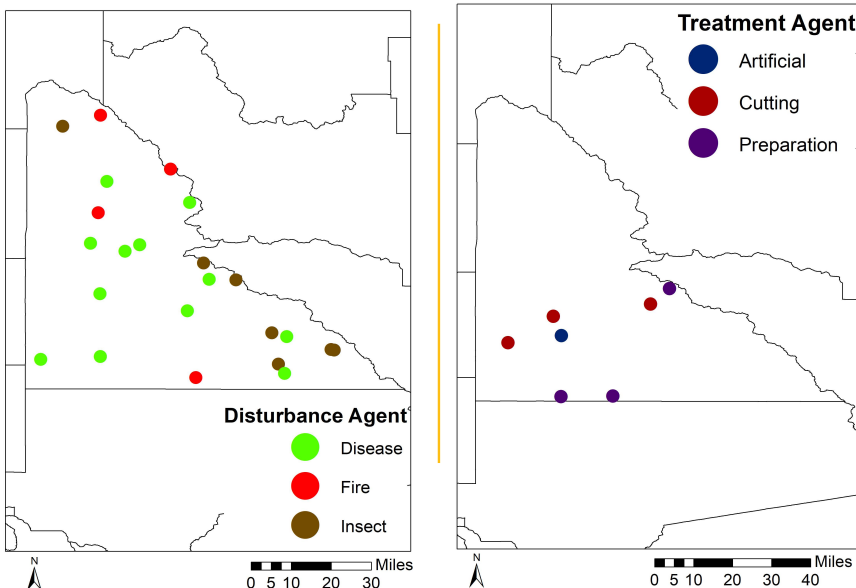 Disturbance Agent
Disease
Fire
Insect
N
Miles
0 5 10 20 30
Treatment Agent
Artificial
Cutting
Preparation
N
Miles
0 5 10 20 30 40